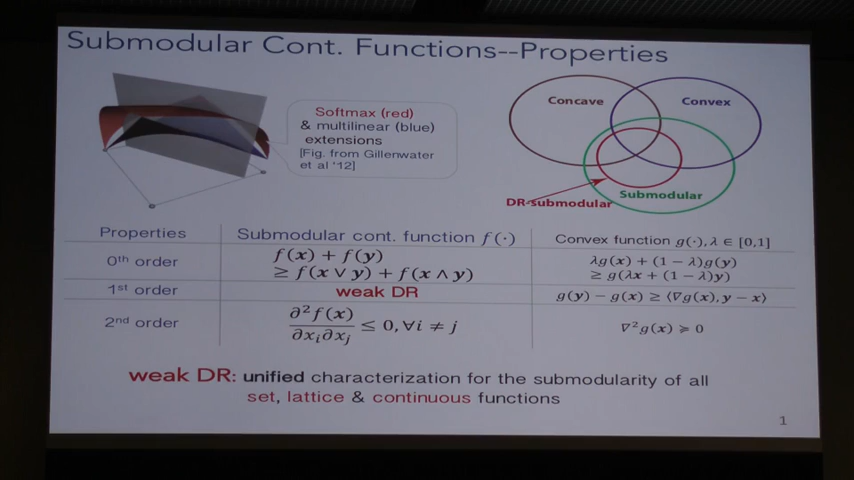 Submodular Cont. Functions--Properties
Softmax (red)
& multilinear (blue)
extensions
[Fig. from Gillenwater
et al '12]
Concave
Convex
DR-submodular
Submodular
Properties
Submodular cont. function f(·)
Convex function g(·), λ ∈ [0,1]
0th order
f(x) + f(y)
≥ f(x ∨ y) + f(x ∧ y)
λg(x) + (1 − λ)g(y)
≥ g(λx + (1 − λ)y)
1st order
weak DR
g(y) − g(x) ≥ ⟨∇g(x), y − x⟩
2nd order
∂²f(x)
∂xᵢ∂xⱼ ≤ 0, ∀i ≠ j
∇²g(x) ≽ 0
weak DR: unified characterization for the submodularity of all
set, lattice & continuous functions
1